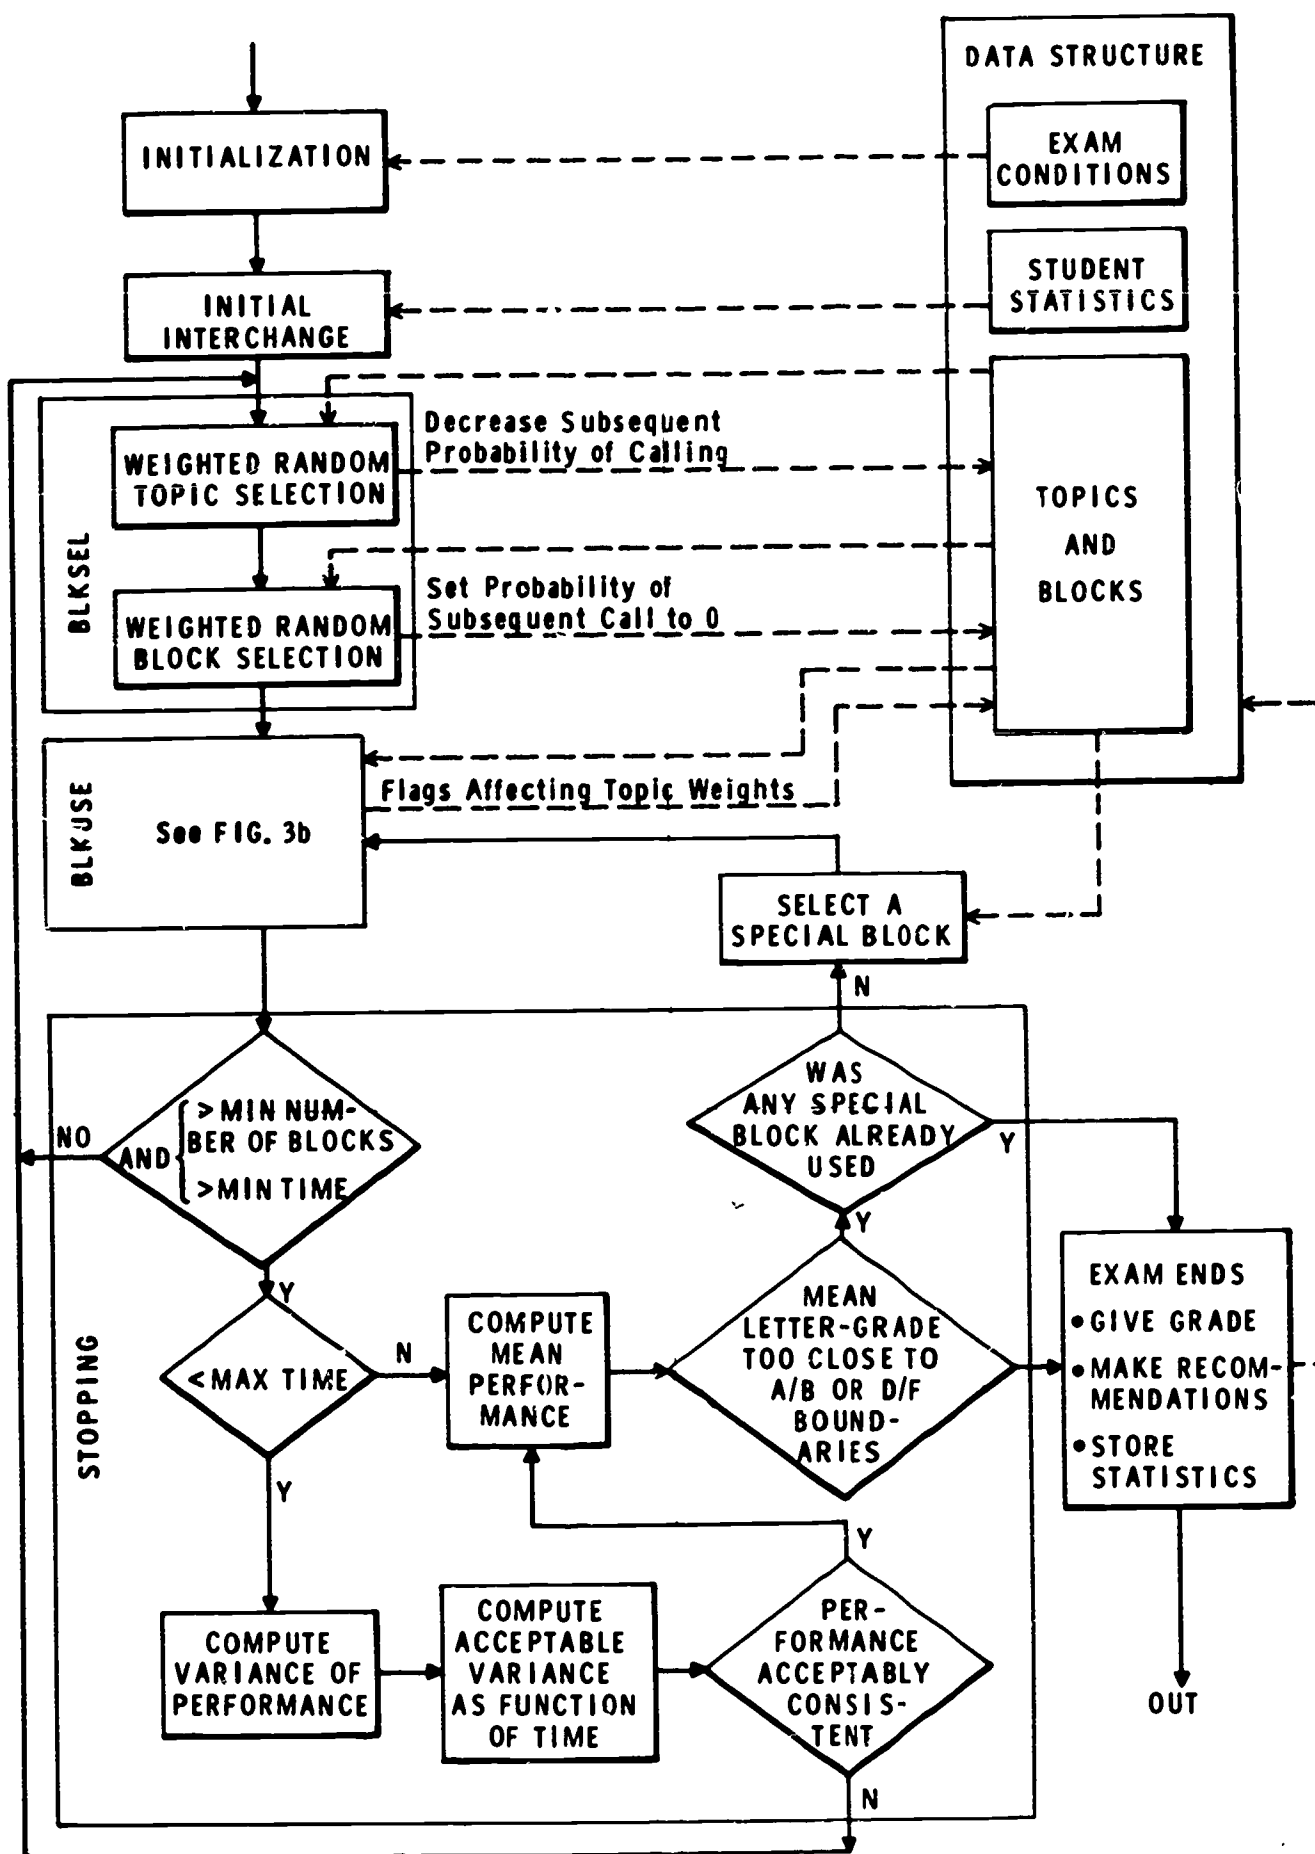 DATA STRUCTURE
EXAM
CONDITIONS
INITIALIZATION
STUDENT
STATISTICS
INITIAL
INTERCHANGE
Decrease Subsequent
Probability of Calling
WEIGHTED RANDOM
TOPIC SELECTION
TOPICS
AND
BLOCKS
BLKSEL
Set Probability of
Subsequent Call to 0
WEIGHTED RANDOM
BLOCK SELECTION
Flags Affecting Topic Weights
BLKUSE
See FIG. 3b
SELECT A
SPECIAL BLOCK
N
WAS
ANY SPECIAL
BLOCK ALREADY
USED
Y
NO
AND
>MIN NUM-
BER OF BLOCKS
>MIN TIME
Y
Y
STOPPING
<MAX TIME
N
COMPUTE
MEAN
PERFOR-
MANCE
MEAN
LETTER-GRADE
TOO CLOSE TO
A/B OR D/F
BOUND-
ARIES
EXAM ENDS
• GIVE GRADE
• MAKE RECOM-
MENDATIONS
• STORE
STATISTICS
Y
Y
COMPUTE
VARIANCE OF
PERFORMANCE
COMPUTE
ACCEPTABLE
VARIANCE
AS FUNCTION
OF TIME
PER-
FORMANCE
ACCEPTABLY
CONSIS-
TENT
OUT
N